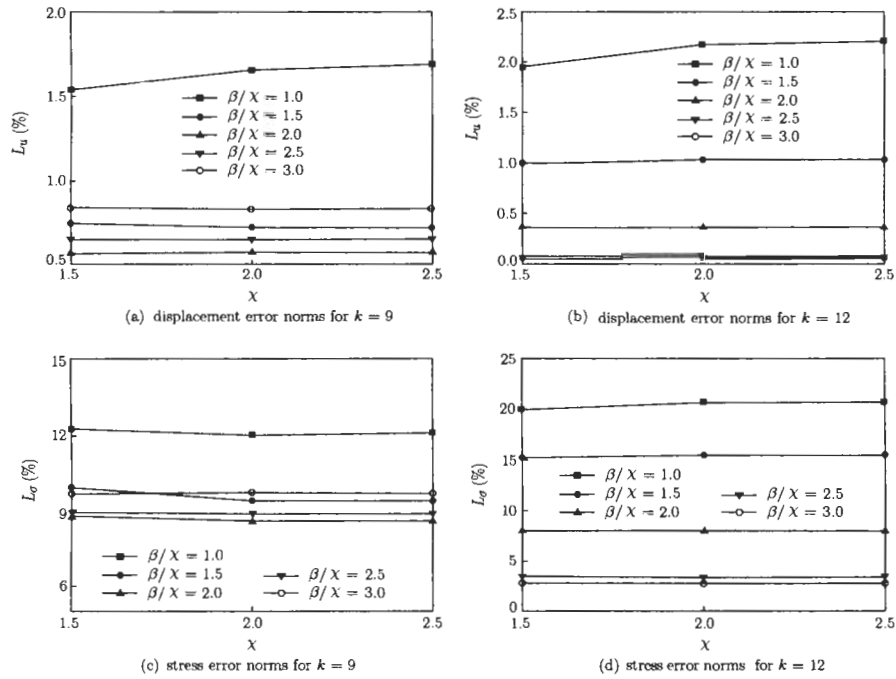 2.0
1.5
1.0
0.5
L_u (%)
β/χ = 1.0
β/χ = 1.5
β/χ = 2.0
β/χ = 2.5
β/χ = 3.0
1.5
2.0
2.5
χ
(a) displacement error norms for k = 9
2.5
2.0
1.5
1.0
0.5
0.0
L_u (%)
β/χ = 1.0
β/χ = 1.5
β/χ = 2.0
β/χ = 2.5
β/χ = 3.0
1.5
2.0
2.5
χ
(b) displacement error norms for k = 12
15
12
9
6
L_σ (%)
β/χ = 1.0
β/χ = 1.5
β/χ = 2.0
β/χ = 2.5
β/χ = 3.0
1.5
2.0
2.5
χ
(c) stress error norms for k = 9
25
20
15
10
5
0
L_σ (%)
β/χ = 1.0
β/χ = 1.5
β/χ = 2.0
β/χ = 2.5
β/χ = 3.0
1.5
2.0
2.5
χ
(d) stress error norms for k = 12